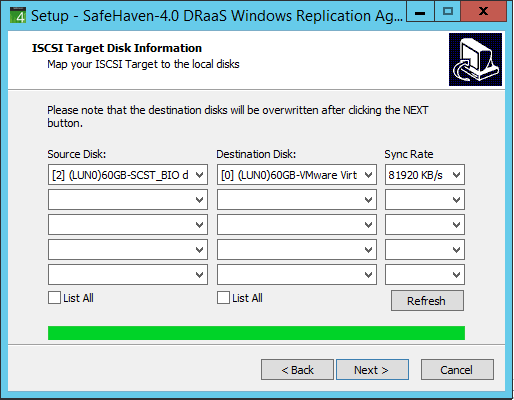 4 Setup - SafeHaven-4.0 DRaaS Windows Replication Ag...
ISCSI Target Disk Information
Map your ISCSI Target to the local disks
Please note that the destination disks will be overwritten after clicking the NEXT
button.
Source Disk: Destination Disk: Sync Rate
[2] (LUN0)60GB-SCST_BIO d [0] (LUN0)60GB-VMware Virt 81920 KB/s
List All List All Refresh
< Back Next > Cancel